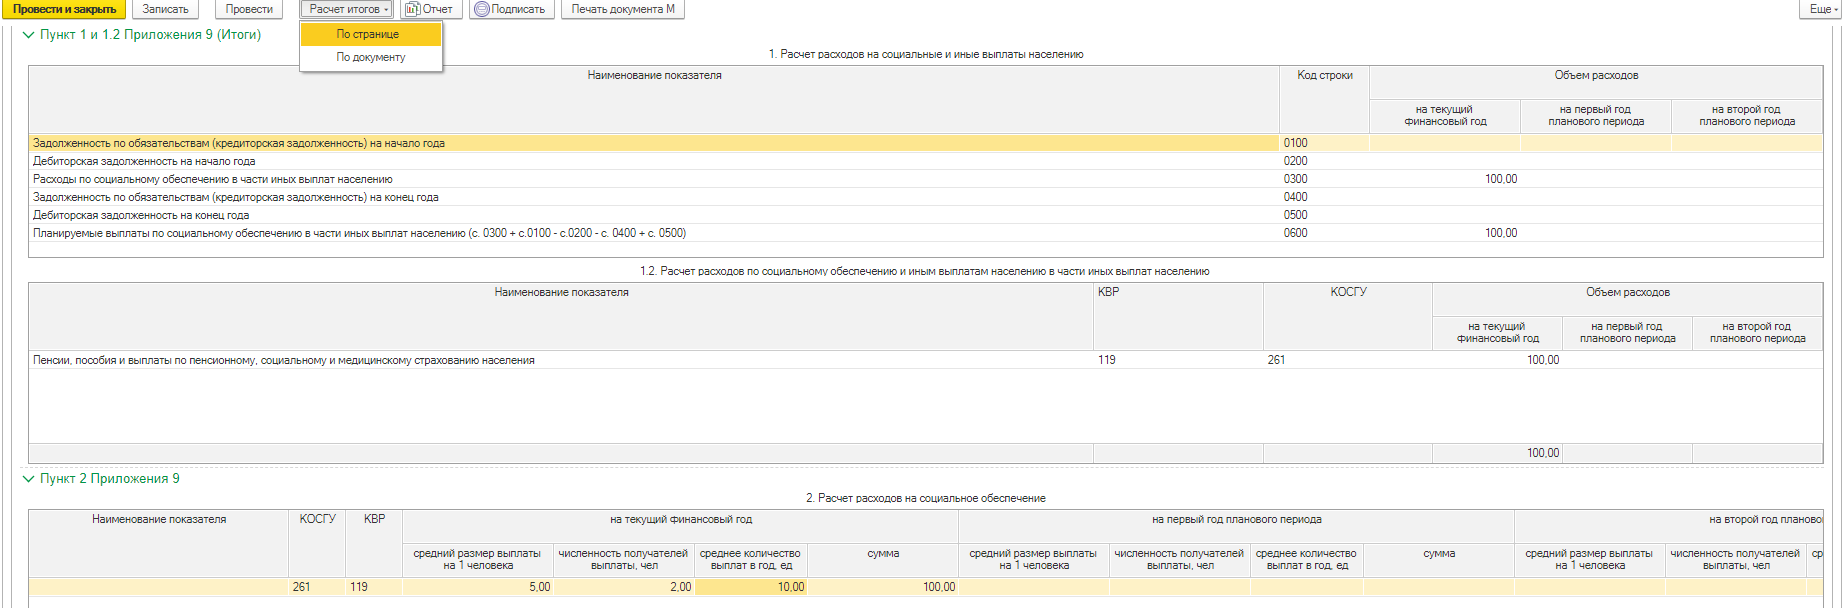 Провести и закрыть Записать Провести Расчет итогов Отчет Подписать Печать документа М Еще
По странице
По документу
Пункт 1 и 1.2 Приложения 9 (Итоги)
1. Расчет расходов на социальные и иные выплаты населению
Наименование показателя Код строки Объем расходов
на текущий финансовый год на первый год планового периода на второй год планового периода
Задолженность по обязательствам (кредиторская задолженность) на начало года 0100
Дебиторская задолженность на начало года 0200
Расходы по социальному обеспечению в части иных выплат населению 0300 100,00
Задолженность по обязательствам (кредиторская задолженность) на конец года 0400
Дебиторская задолженность на конец года 0500
Планируемые выплаты по социальному обеспечению в части иных выплат населению (с. 0300 + с.0100 - с.0200 - с. 0400 + с. 0500) 0600 100,00
1.2. Расчет расходов по социальному обеспечению и иным выплатам населению в части иных выплат населению
Наименование показателя КВР КОСГУ Объем расходов
на текущий финансовый год на первый год планового периода на второй год планового периода
Пенсии, пособия и выплаты по пенсионному, социальному и медицинскому страхованию населения 119 261 100,00
100,00
Пункт 2 Приложения 9
2. Расчет расходов на социальное обеспечение
Наименование показателя КОСГУ КВР на текущий финансовый год на первый год планового периода на второй год планово
средний размер выплаты на 1 человека численность получателей выплаты, чел среднее количество выплат в год, ед сумма средний размер выплаты на 1 человека численность получателей выплаты, чел среднее количество выплат в год, ед сумма средний размер выплаты на 1 человека численность получателей выплаты, чел ср
261 119 5,00 2,00 10,00 100,00